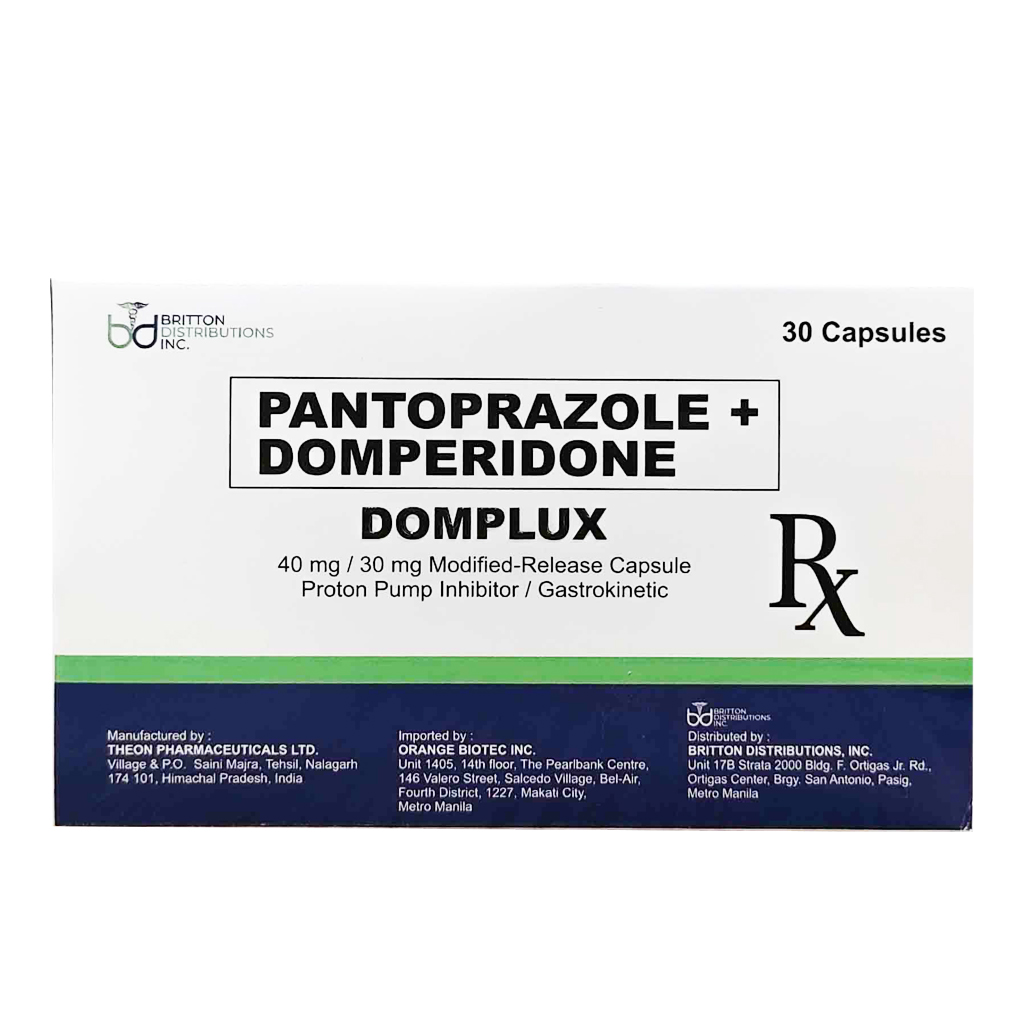 BRITTON
DISTRIBUTIONS
INC.
30 Capsules
PANTOPRAZOLE +
DOMPERIDONE
DOMPLUX
40 mg / 30 mg Modified-Release Capsule
Proton Pump Inhibitor / Gastrokinetic
Rx
Manufactured by :
THEON PHARMACEUTICALS LTD.
Village & P.O. Saini Majra, Tehsil, Nalagarh
174 101, Himachal Pradesh, India
Imported by :
ORANGE BIOTEC INC.
Unit 1405, 14th floor, The Pearlbank Centre,
146 Valero Street, Salcedo Village, Bel-Air,
Fourth District, 1227, Makati City,
Metro Manila
bd BRITTON
DISTRIBUTIONS
INC.
Distributed by :
BRITTON DISTRIBUTIONS, INC.
Unit 17B Strata 2000 Bldg. F. Ortigas Jr. Rd.,
Ortigas Center, Brgy. San Antonio, Pasig,
Metro Manila